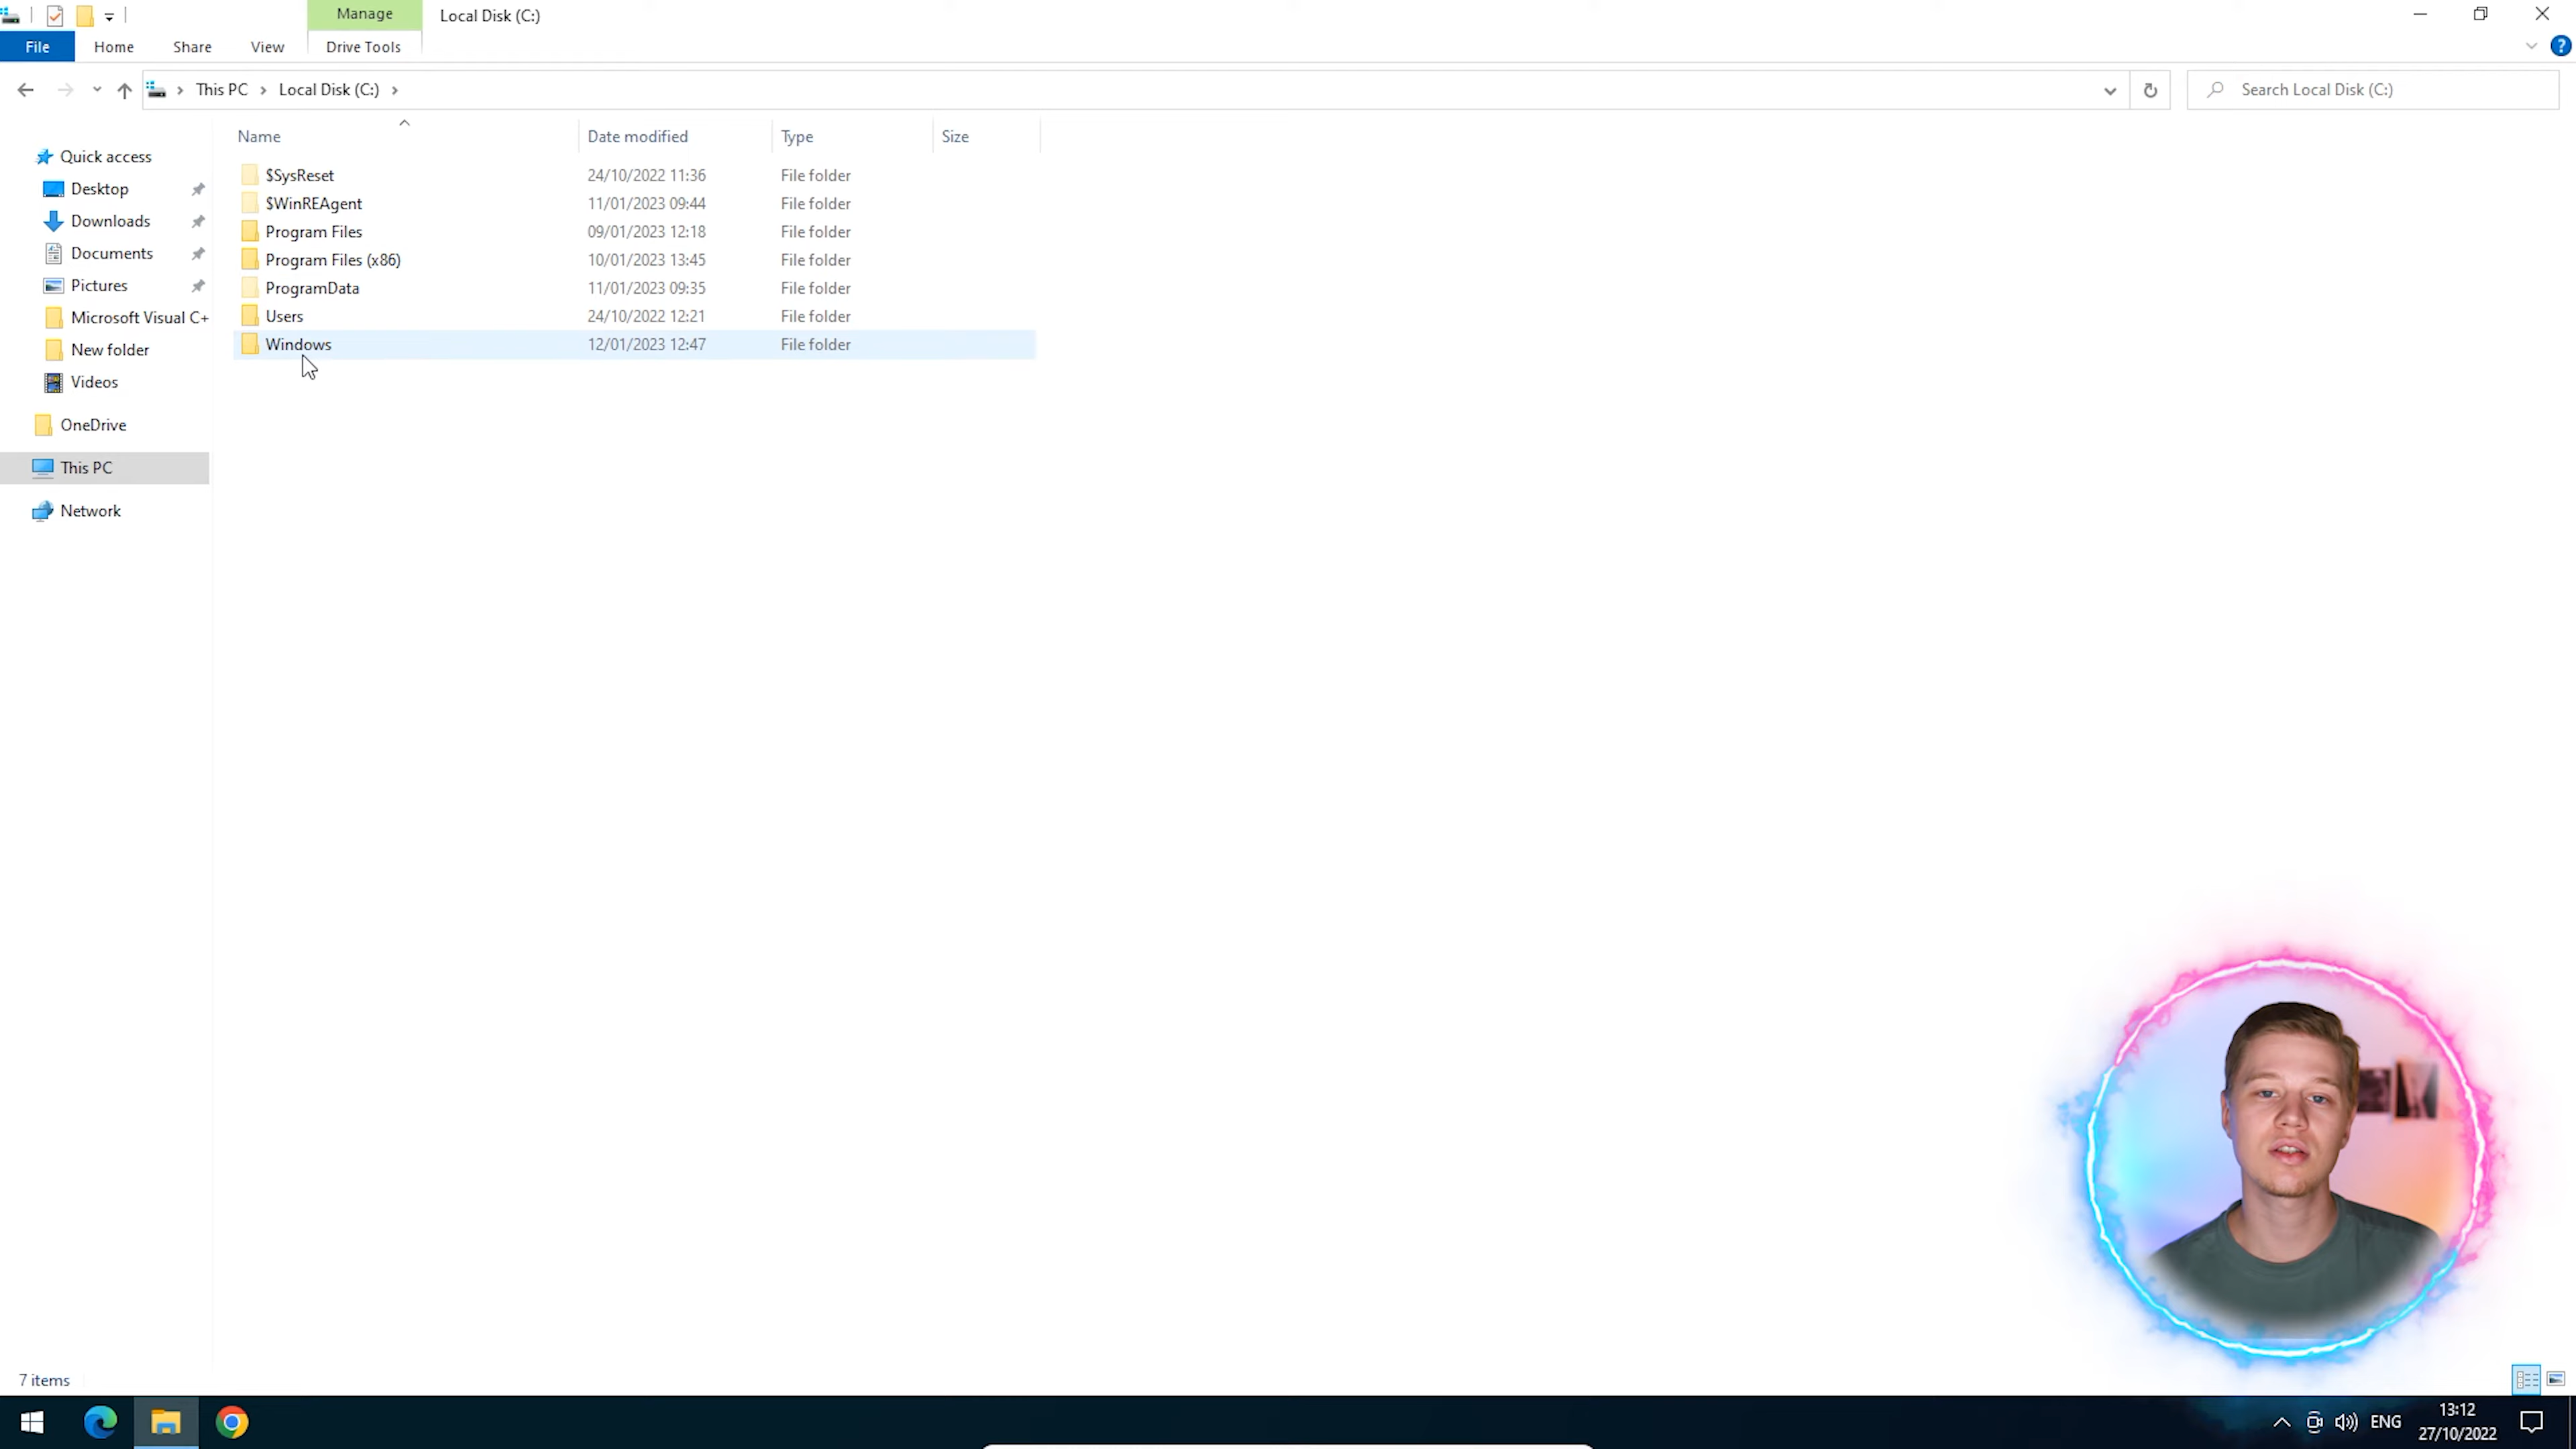 Manage
Local Disk (C:)
File
Home
Share
View
Drive Tools
This PC
Local Disk (C:)
Search Local Disk (C:)
Name
Date modified
Type
Size
Quick access
Desktop
Downloads
Documents
Pictures
Microsoft Visual C+
New folder
Videos
OneDrive
This PC
Network
$SysReset 24/10/2022 11:36 File folder
$WinREAgent 11/01/2023 09:44 File folder
Program Files 09/01/2023 12:18 File folder
Program Files (x86) 10/01/2023 13:45 File folder
ProgramData 11/01/2023 09:35 File folder
Users 24/10/2022 12:21 File folder
Windows 12/01/2023 12:47 File folder
7 items
ENG
13:12
27/10/2022